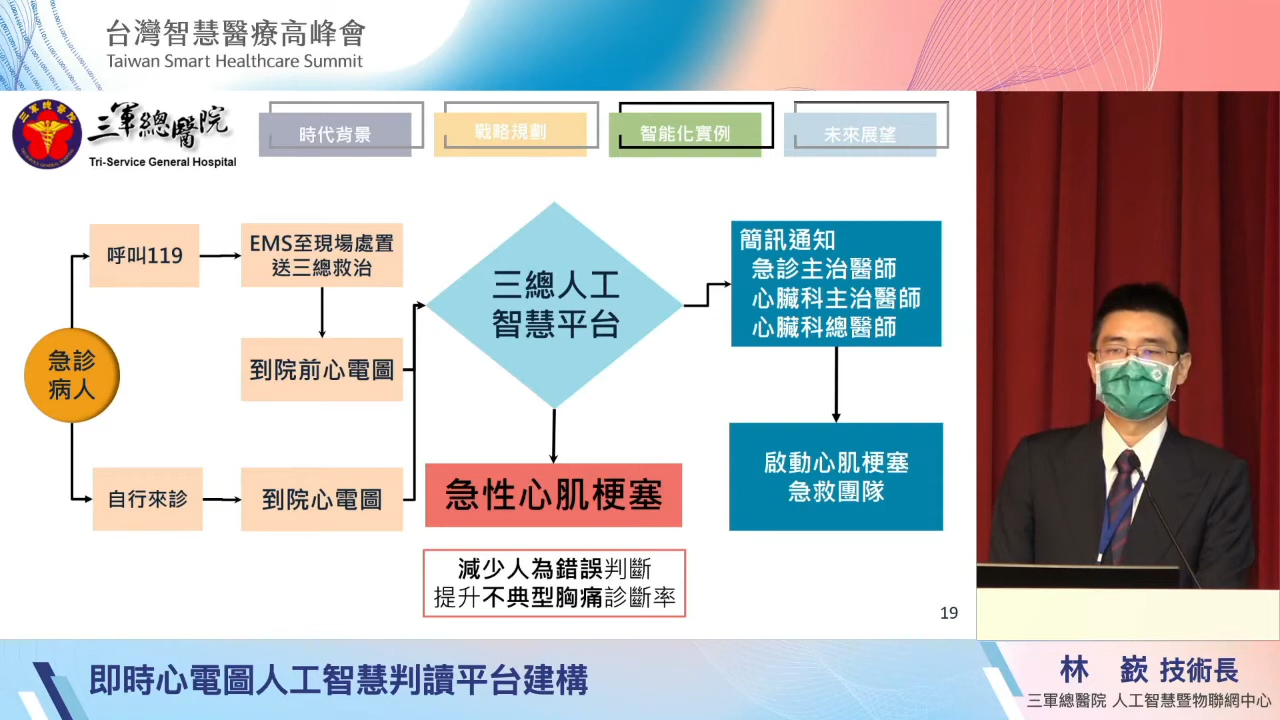 台灣智慧醫療高峰會
Taiwan Smart Healthcare Summit
三軍總醫院
Tri-Service General Hospital
時代背景
戰略規劃
智能化實例
未來展望
急診
病人
呼叫119
EMS至現場處置
送三總救治
到院前心電圖
自行來診
到院心電圖
三總人工
智慧平台
急性心肌梗塞
減少人為錯誤判斷
提升不典型胸痛診斷率
簡訊通知
急診主治醫師
心臟科主治醫師
心臟科總醫師
啟動心肌梗塞
急救團隊
19
即時心電圖人工智慧判讀平台建構
林 嶔 技術長
三軍總醫院 人工智慧暨物聯網中心